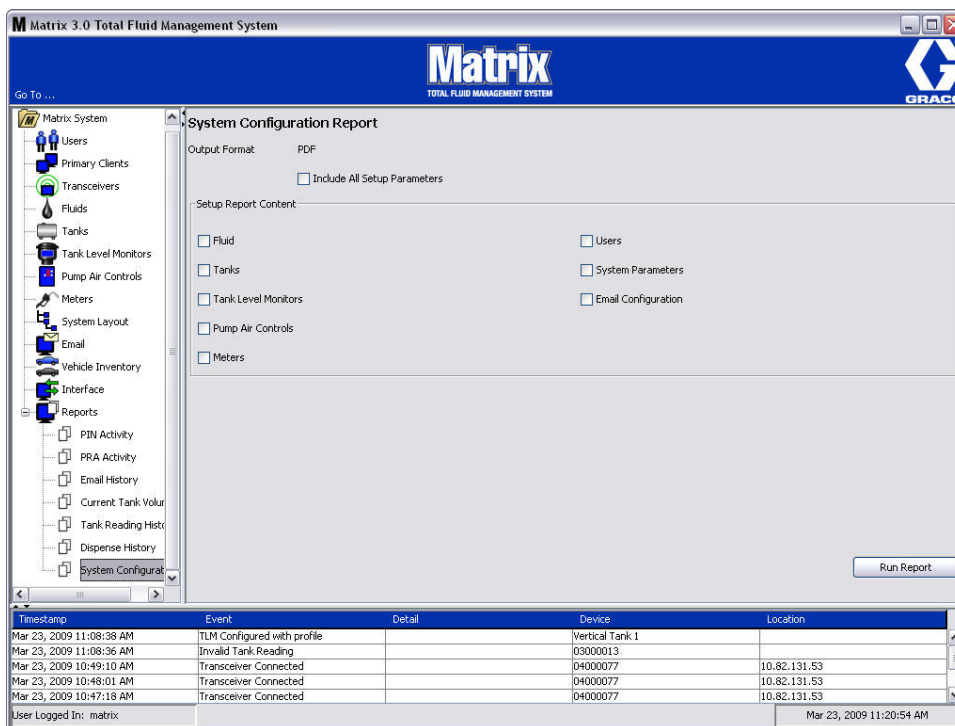 Matrix 3.0 Total Fluid Management System
Matrix
TOTAL FLUID MANAGEMENT SYSTEM
Go To ...
GRACO
Matrix System
Users
Primary Clients
Transceivers
Fluids
Tanks
Tank Level Monitors
Pump Air Controls
Meters
System Layout
Email
Vehicle Inventory
Interface
Reports
PIN Activity
PRA Activity
Email History
Current Tank Volur
Tank Reading Histo
Dispense History
System Configurat
System Configuration Report
Output Format PDF
Include All Setup Parameters
Setup Report Content
Fluid Users
Tanks System Parameters
Tank Level Monitors Email Configuration
Pump Air Controls
Meters
Run Report
Timestamp Event Detail Device Location
Mar 23, 2009 11:08:38 AM TLM Configured with profile Vertical Tank 1
Mar 23, 2009 11:08:36 AM Invalid Tank Reading 03000013
Mar 23, 2009 10:49:10 AM Transceiver Connected 04000077 10.82.131.53
Mar 23, 2009 10:48:01 AM Transceiver Connected 04000077 10.82.131.53
Mar 23, 2009 10:47:18 AM Transceiver Connected 04000077 10.82.131.53
User Logged In: matrix Mar 23, 2009 11:20:54 AM